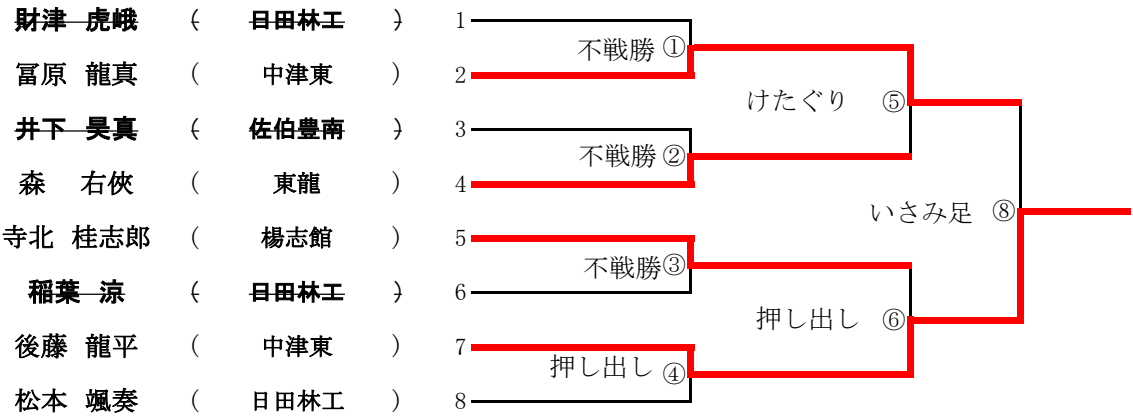 財津 虎峨 ( 日田林工 ) 1
不戦勝 ①
冨原 龍真 ( 中津東 ) 2
けたぐり ⑤
井下 昊真 ( 佐伯豊南 ) 3
不戦勝 ②
森 右俠 ( 東龍 ) 4
いさみ足 ⑧
寺北 桂志郎 ( 楊志館 ) 5
不戦勝 ③
稲葉 涼 ( 日田林工 ) 6
押し出し ⑥
後藤 龍平 ( 中津東 ) 7
押し出し ④
松本 颯奏 ( 日田林工 ) 8